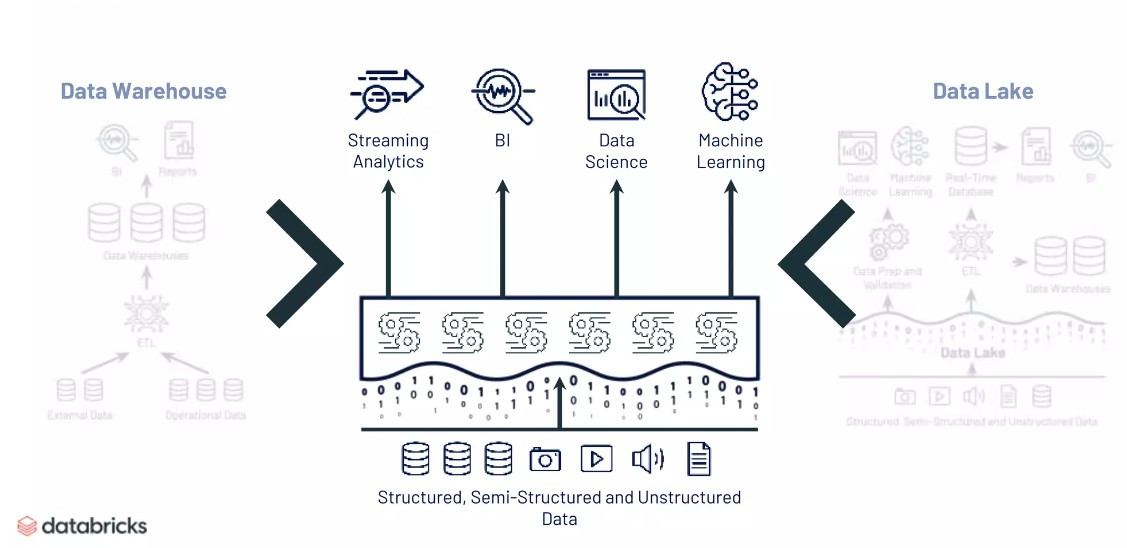 Data Warehouse
BI
Reports
Data Warehouses
ETL
External Data
Operational Data
Streaming
Analytics
BI
Data
Science
Machine
Learning
Structured, Semi-Structured and Unstructured
Data
Data Lake
Data
Science
Machine
Learning
Real-Time
Database
Reports
BI
Data Prep and
Validation
ETL
Data Warehouses
Data Lake
Structured, Semi-Structured and Unstructured Data
databricks